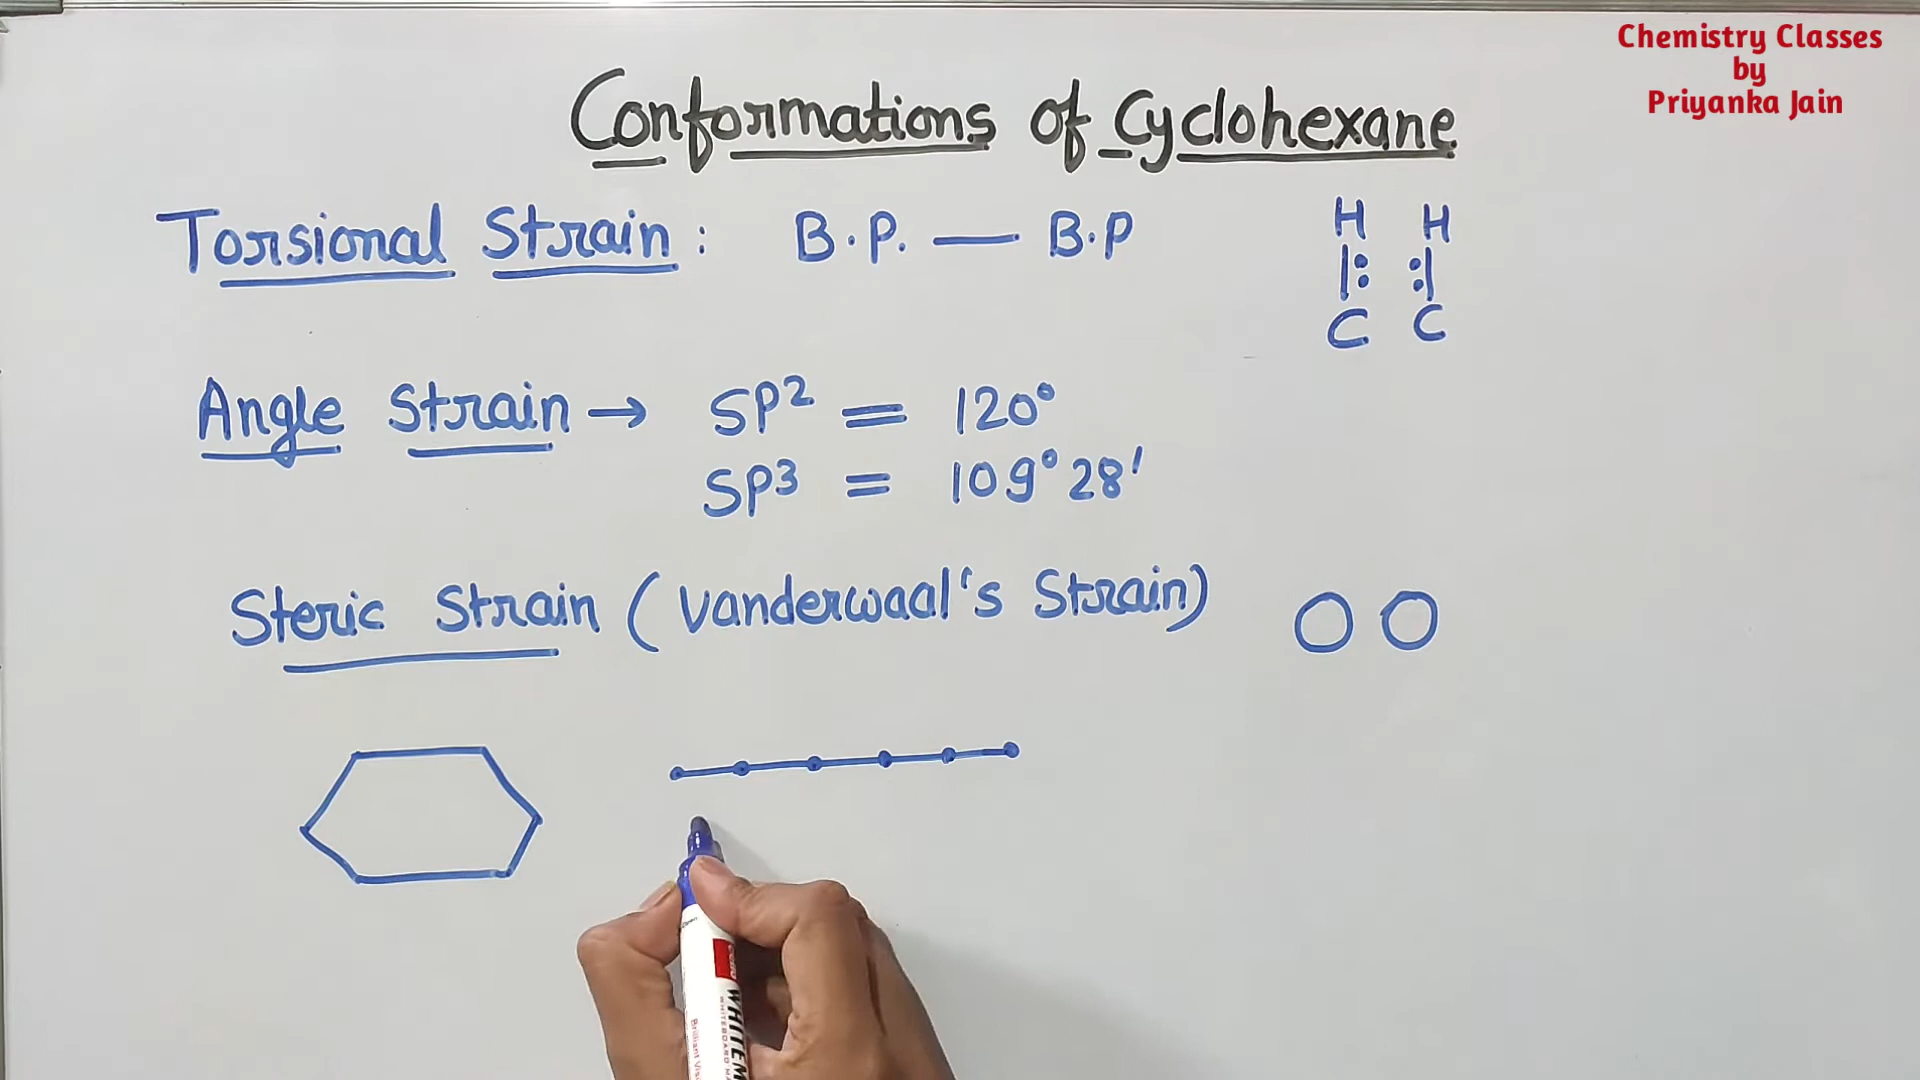 Chemistry Classes
by
Priyanka Jain
Conformations of Cyclohexane
Torsional Strain : B.P. — B.P
H H
C C
Angle Strain → SP² = 120°
SP³ = 109°28'
Steric Strain (Vanderwaal's Strain)
WHITEM